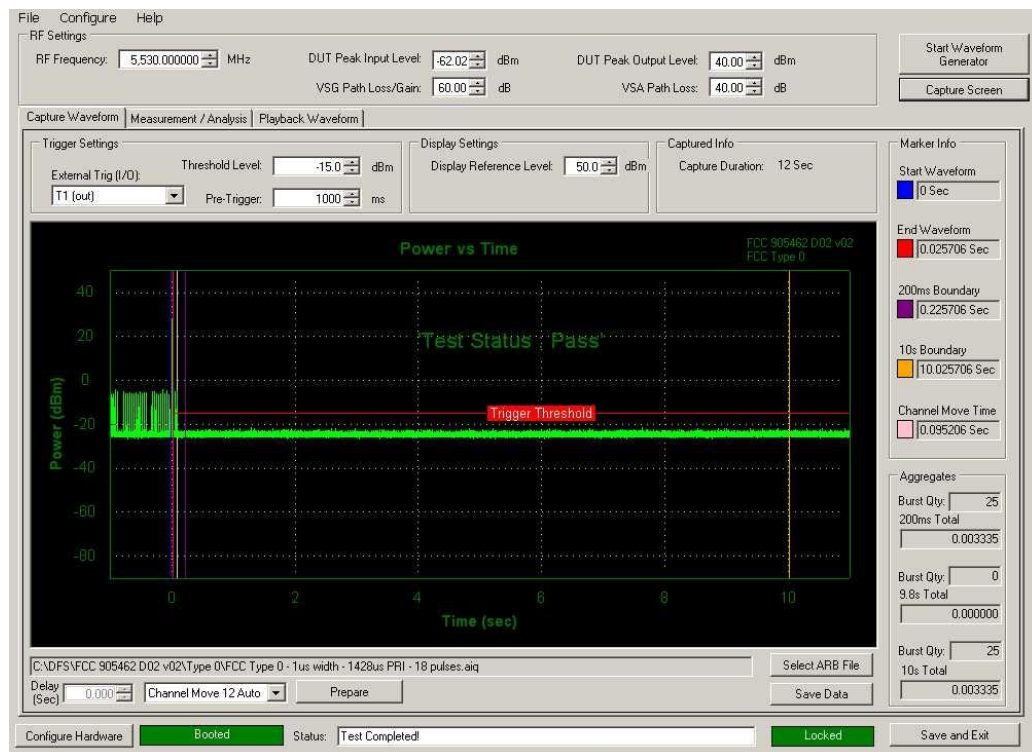 File Configure Help
RF Settings
RF Frequency: 5,530.000000 MHz
DUT Peak Input Level: -62.02 dBm
DUT Peak Output Level: 40.00 dBm
VSG Path Loss/Gain: 60.00 dB
VSA Path Loss: 40.00 dB
Start Waveform
Generator
Capture Screen
Capture Waveform Measurement / Analysis Playback Waveform
Trigger Settings
External Trig (I/O):
T1 (out)
Threshold Level: -15.0 dBm
Pre-Trigger: 1000 ms
Display Settings
Display Reference Level: 50.0 dBm
Captured Info
Capture Duration: 12 Sec
Marker Info
Start Waveform
0 Sec
End Waveform
0.025706 Sec
200ms Boundary
0.225706 Sec
10s Boundary
10.025706 Sec
Channel Move Time
0.095206 Sec
Power vs Time
FCC 905462 D02 v02
FCC Type 0
'Test Status : Pass'
Trigger Threshold
Power (dBm)
40
20
0
-20
-40
-60
-80
0 2 4 6 8 10
Time (sec)
Aggregates
Burst Qty: 25
200ms Total
0.003335
Burst Qty: 0
9.8s Total
0.000000
Burst Qty: 25
10s Total
0.003335
C:\DFS\FCC 905462 D02 v02\Type 0\FCC Type 0 - 1us width - 1428us PRI - 18 pulses.aiq
Select ARB File
Delay
(Sec)
0.000
Channel Move 12 Auto
Prepare
Save Data
Configure Hardware
Booted
Status: Test Completed!
Locked
Save and Exit